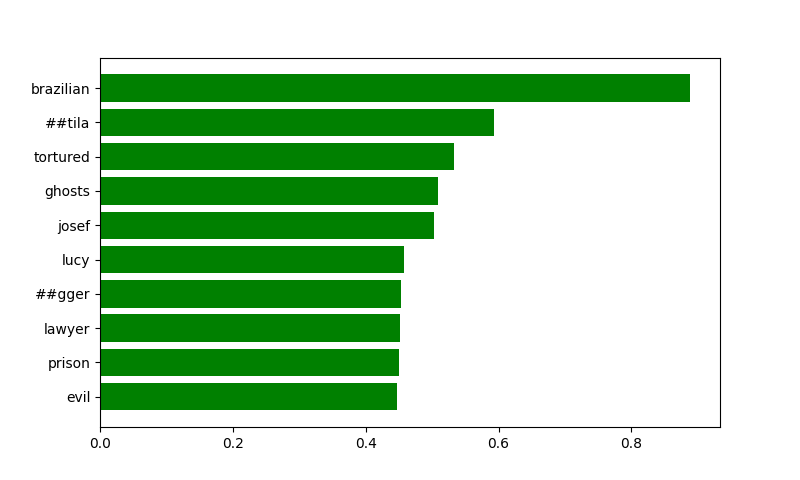 brazilian
##tila
tortured
ghosts
josef
lucy
##gger
lawyer
prison
evil
0.0 0.2 0.4 0.6 0.8